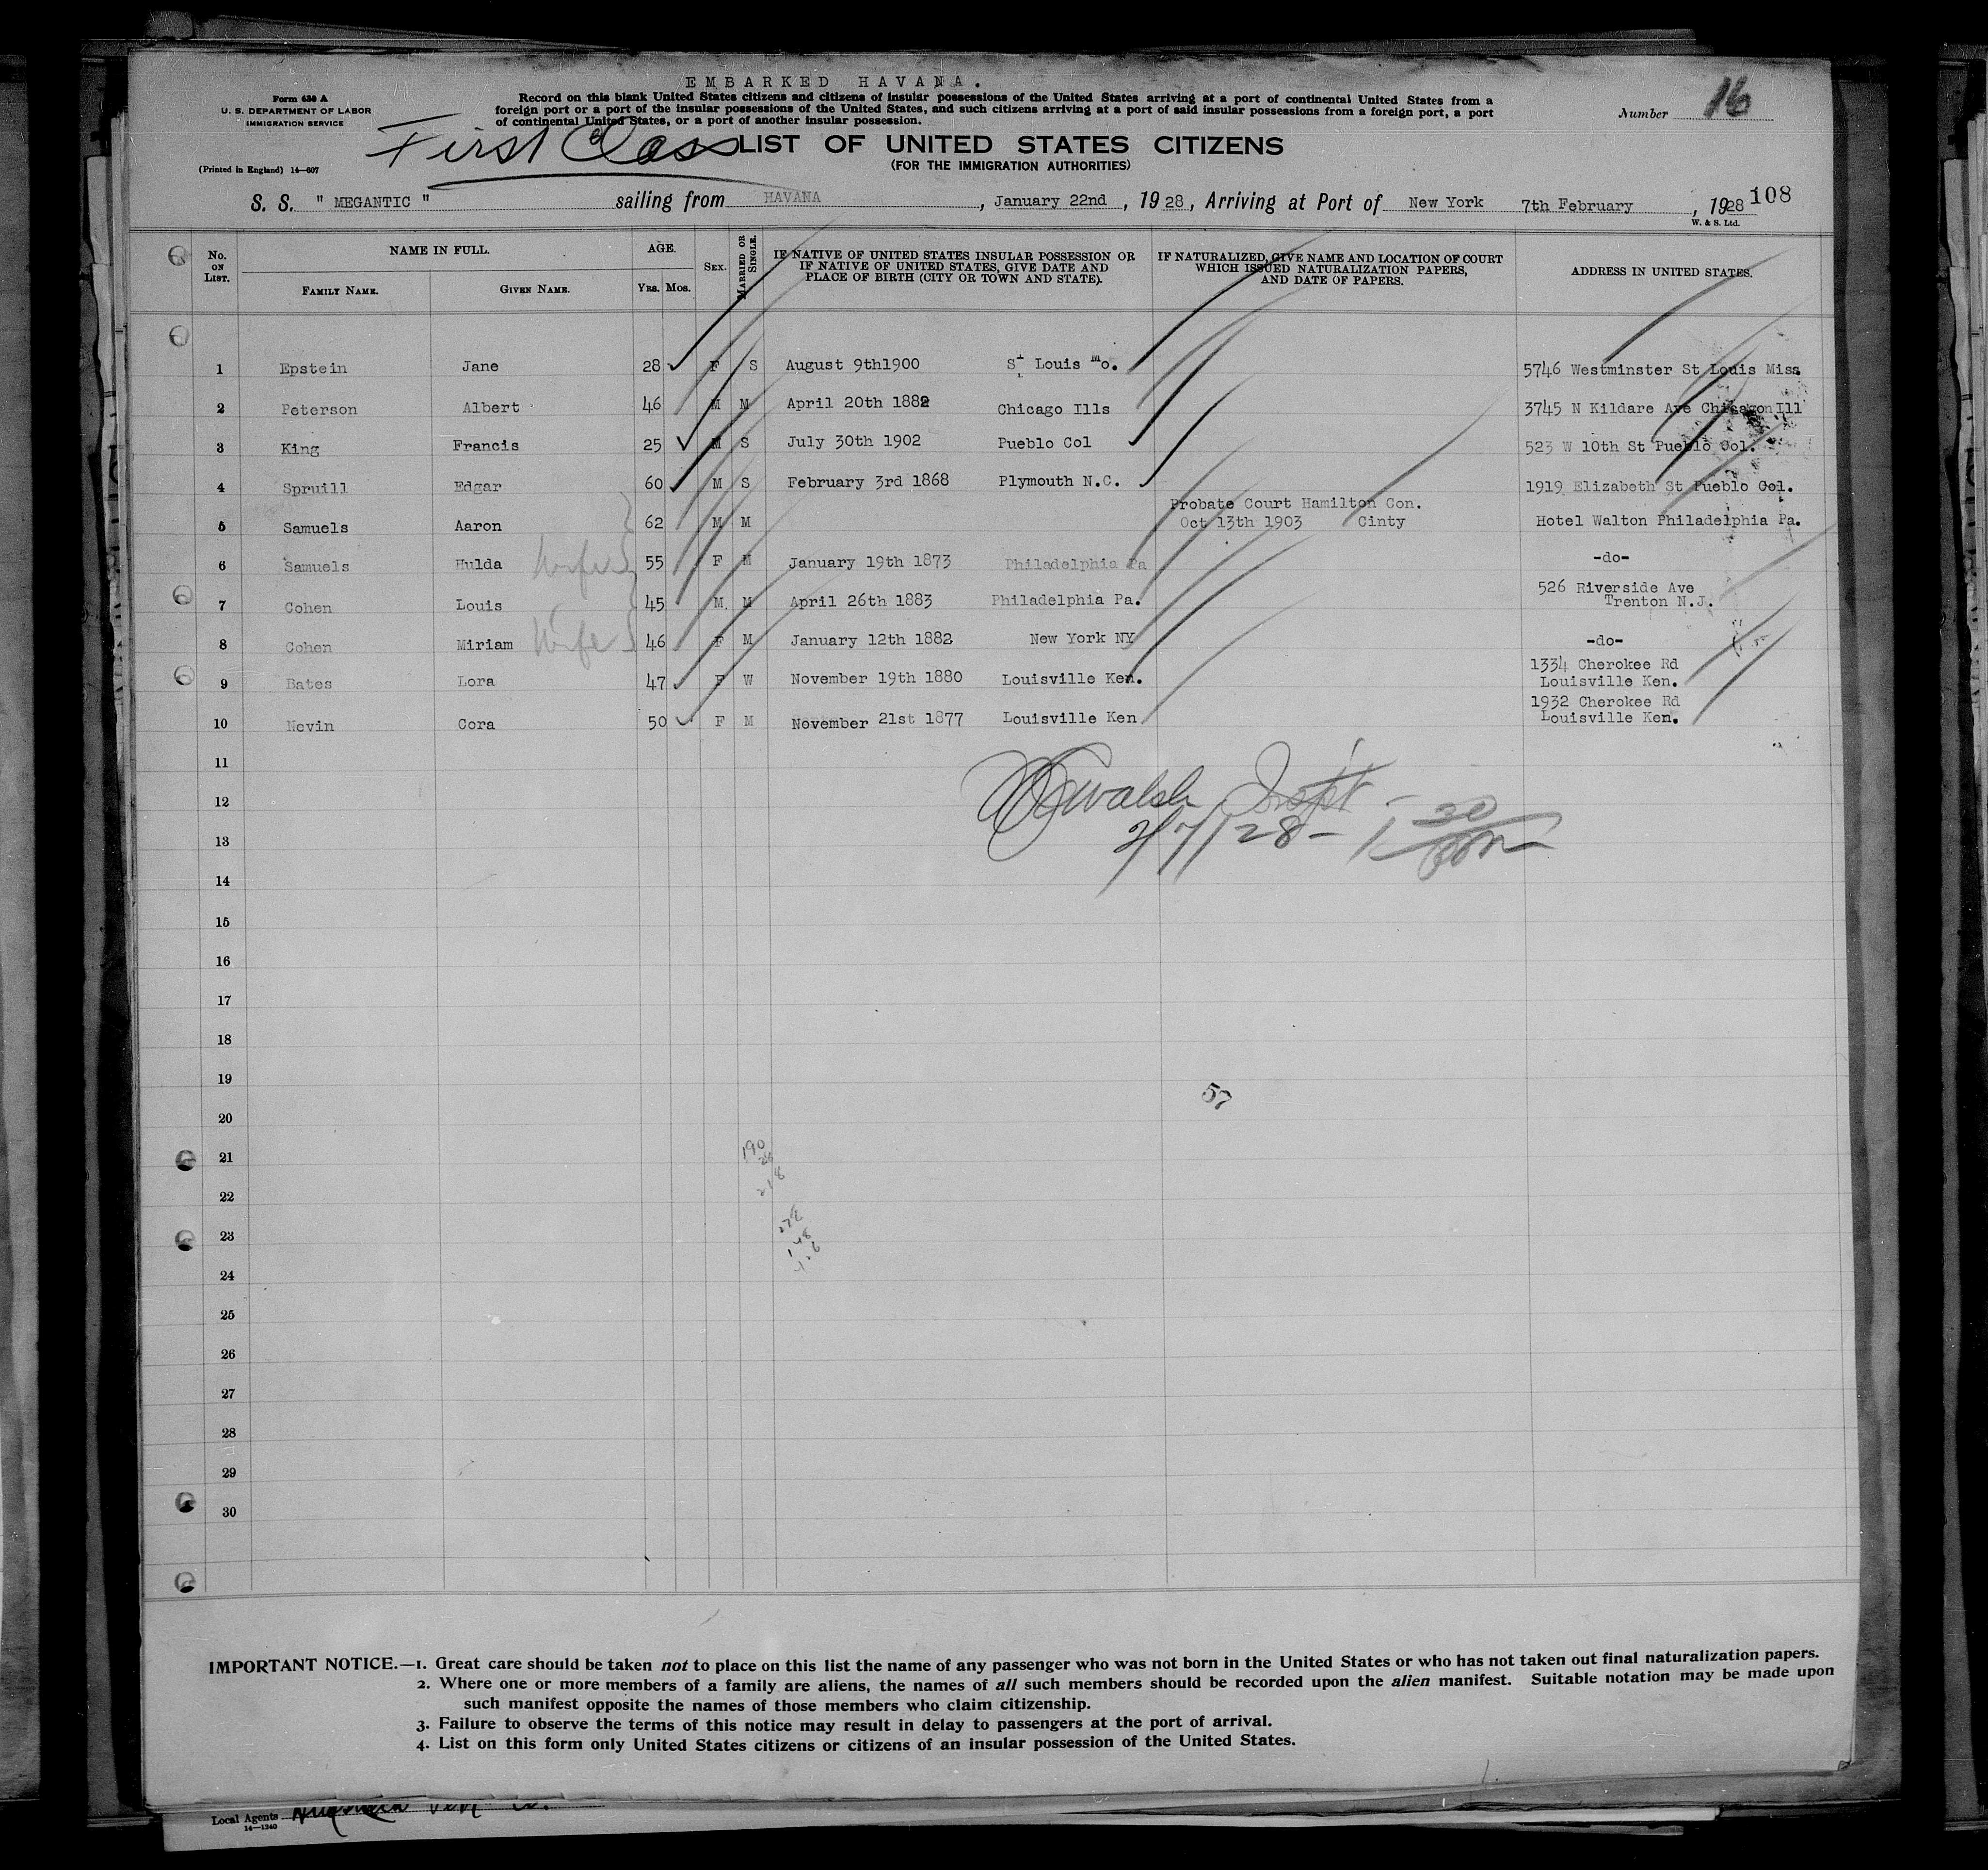 EMBARKED HAVANA.
Form 630 A
U. S. DEPARTMENT OF LABOR
IMMIGRATION SERVICE
(Printed in England) 14—607
Record on this blank United States citizens and citizens of insular possessions of the United States arriving at a port of continental United States from a
foreign port or a port of the insular possessions of the United States, and such citizens arriving at a port of said insular possessions from a foreign port, a port
of continental United States, or a port of another insular possession.
Number 16
First Class LIST OF UNITED STATES CITIZENS
(FOR THE IMMIGRATION AUTHORITIES)
S. S. " MEGANTIC " sailing from HAVANA, January 22nd, 1928, Arriving at Port of New York 7th February, 1928 108
W. & S. Ltd.
No. ON LIST. NAME IN FULL. FAMILY NAME. GIVEN NAME. AGE. YRS. MOS. SEX. MARRIED OR SINGLE. IF NATIVE OF UNITED STATES INSULAR POSSESSION OR IF NATIVE OF UNITED STATES, GIVE DATE AND PLACE OF BIRTH (CITY OR TOWN AND STATE). IF NATURALIZED, GIVE NAME AND LOCATION OF COURT WHICH ISSUED NATURALIZATION PAPERS, AND DATE OF PAPERS. ADDRESS IN UNITED STATES.
1 Epstein Jane 28 F S August 9th1900 St. Louis Mo. 5746 Westminster St Louis Miss
2 Peterson Albert 46 M M April 20th 1882 Chicago Ills 3745 N Kildare Ave Chicagon Ill
3 King Francis 25 M S July 30th 1902 Pueblo Col 523 W 10th St Pueblo Col.
4 Spruill Edgar 60 M S February 3rd 1868 Plymouth N.C. 1919 Elizabeth St Pueblo Col.
5 Samuels Aaron 62 M M Probate Court Hamilton Con. Oct 13th 1903 Cinty Hotel Walton Philadelphia Pa.
6 Samuels Hulda wife 55 F M January 19th 1873 Philadelphia Pa -do-
7 Cohen Louis 45 M. M April 26th 1883 Philadelphia Pa. 526 Riverside Ave Trenton N.J.
8 Cohen Miriam wife 46 F M January 12th 1882 New York NY -do-
9 Bates Lora 47 F W November 19th 1880 Louisville Ken. 1334 Cherokee Rd Louisville Ken.
10 Nevin Cora 50 F M November 21st 1877 Louisville Ken 1932 Cherokee Rd Louisville Ken.
11
12 Walsh Inspt -
13 2/7/28 - 1 30 pm
14
15
16
17
18
19
57
20
21
190
28
218
22
23
24
25
26
27
28
29
30
IMPORTANT NOTICE.—1. Great care should be taken not to place on this list the name of any passenger who was not born in the United States or who has not taken out final naturalization papers.
2. Where one or more members of a family are aliens, the names of all such members should be recorded upon the alien manifest. Suitable notation may be made upon
such manifest opposite the names of those members who claim citizenship.
3. Failure to observe the terms of this notice may result in delay to passengers at the port of arrival.
4. List on this form only United States citizens or citizens of an insular possession of the United States.
Local Agents
14—1240